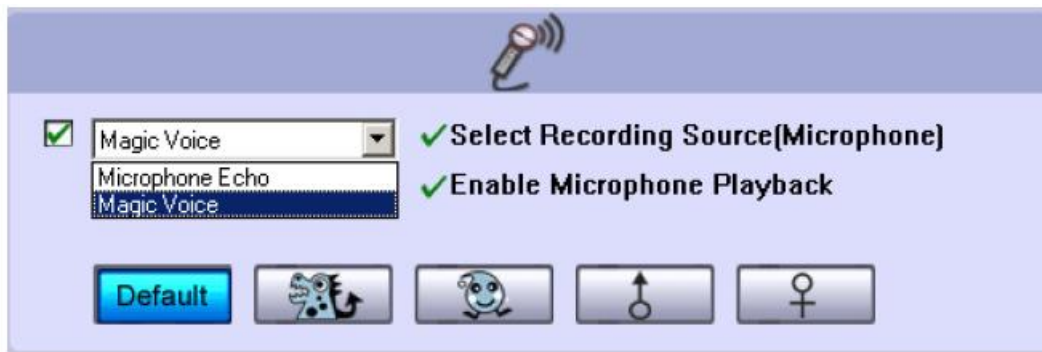 Magic Voice
Select Recording Source(Microphone)
Microphone Echo
Magic Voice
Enable Microphone Playback
Default